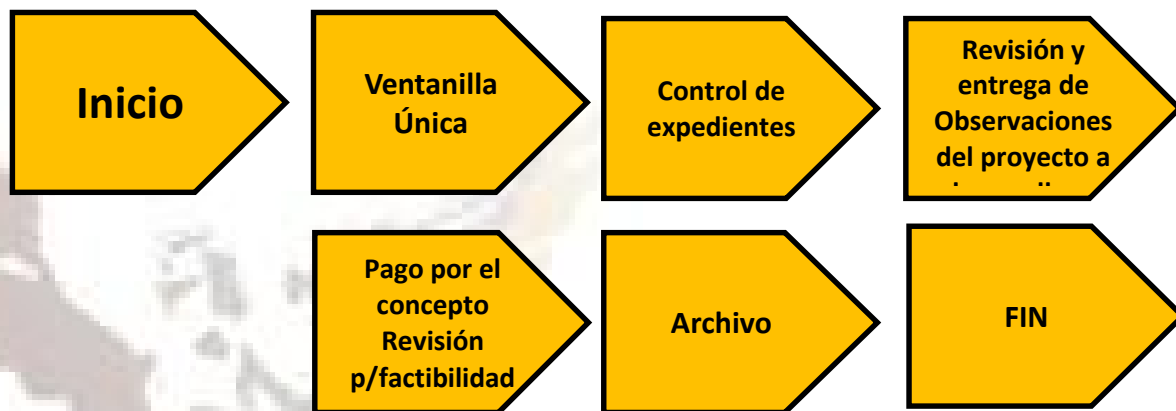 Inicio
Ventanilla
Única
Control de
expedientes
Revisión y
entrega de
Observaciones
del proyecto a
Pago por el
concepto
Revisión
p/factibilidad
Archivo
FIN